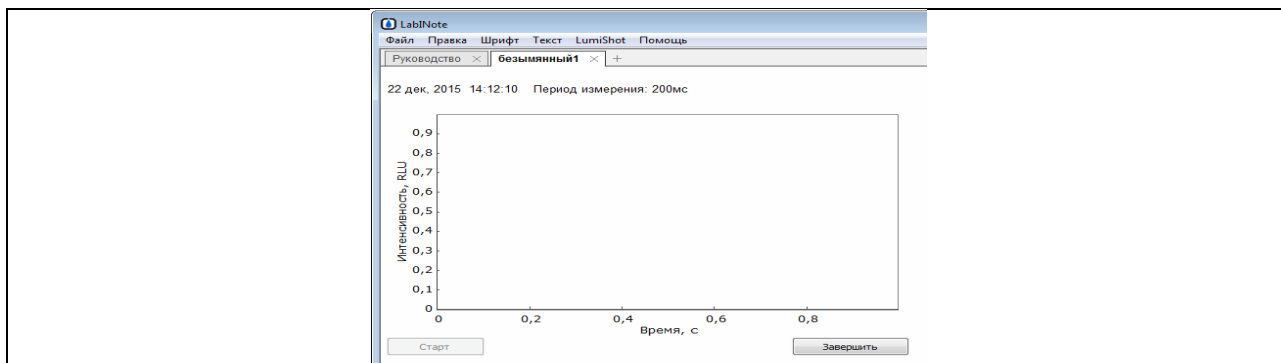 LabINote
Файл Правка Шрифт Текст LumiShot Помощь
Руководство × безымянный1 × +
22 дек, 2015 14:12:10 Период измерения: 200мс
Интенсивность, RLU
0,9
0,8
0,7
0,6
0,5
0,4
0,3
0,2
0,1
0
0 0,2 0,4 0,6 0,8
Время, с
Старт Завершить